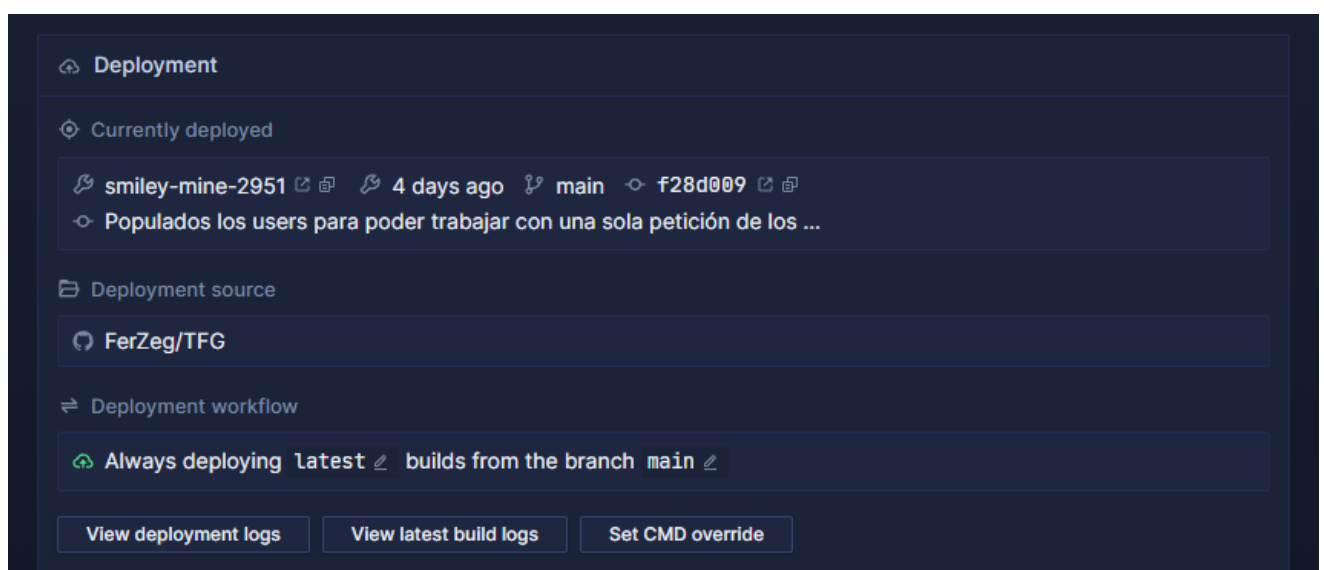 Deployment
Currently deployed
smiley-mine-2951 4 days ago main f28d009
Populados los users para poder trabajar con una sola petición de los ...
Deployment source
FerZeg/TFG
Deployment workflow
Always deploying latest builds from the branch main
View deployment logs View latest build logs Set CMD override